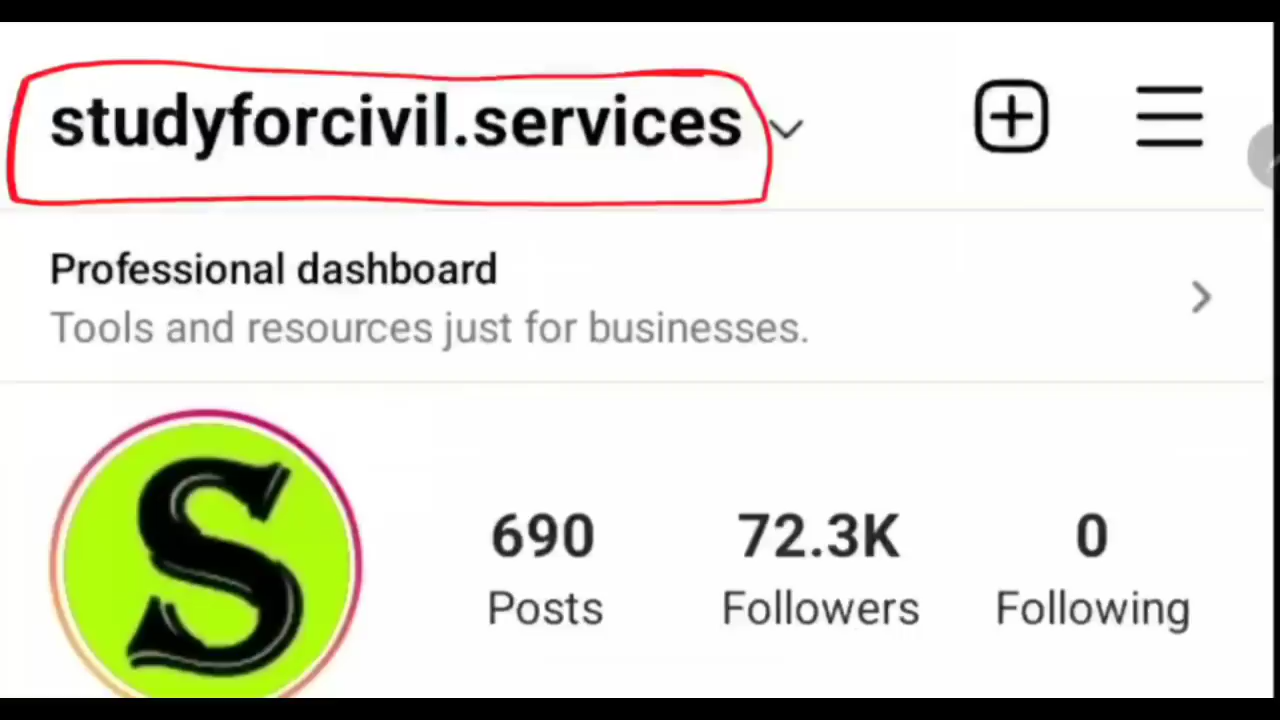 studyforcivil.services
Professional dashboard
Tools and resources just for businesses.
S
690 72.3K 0
Posts Followers Following